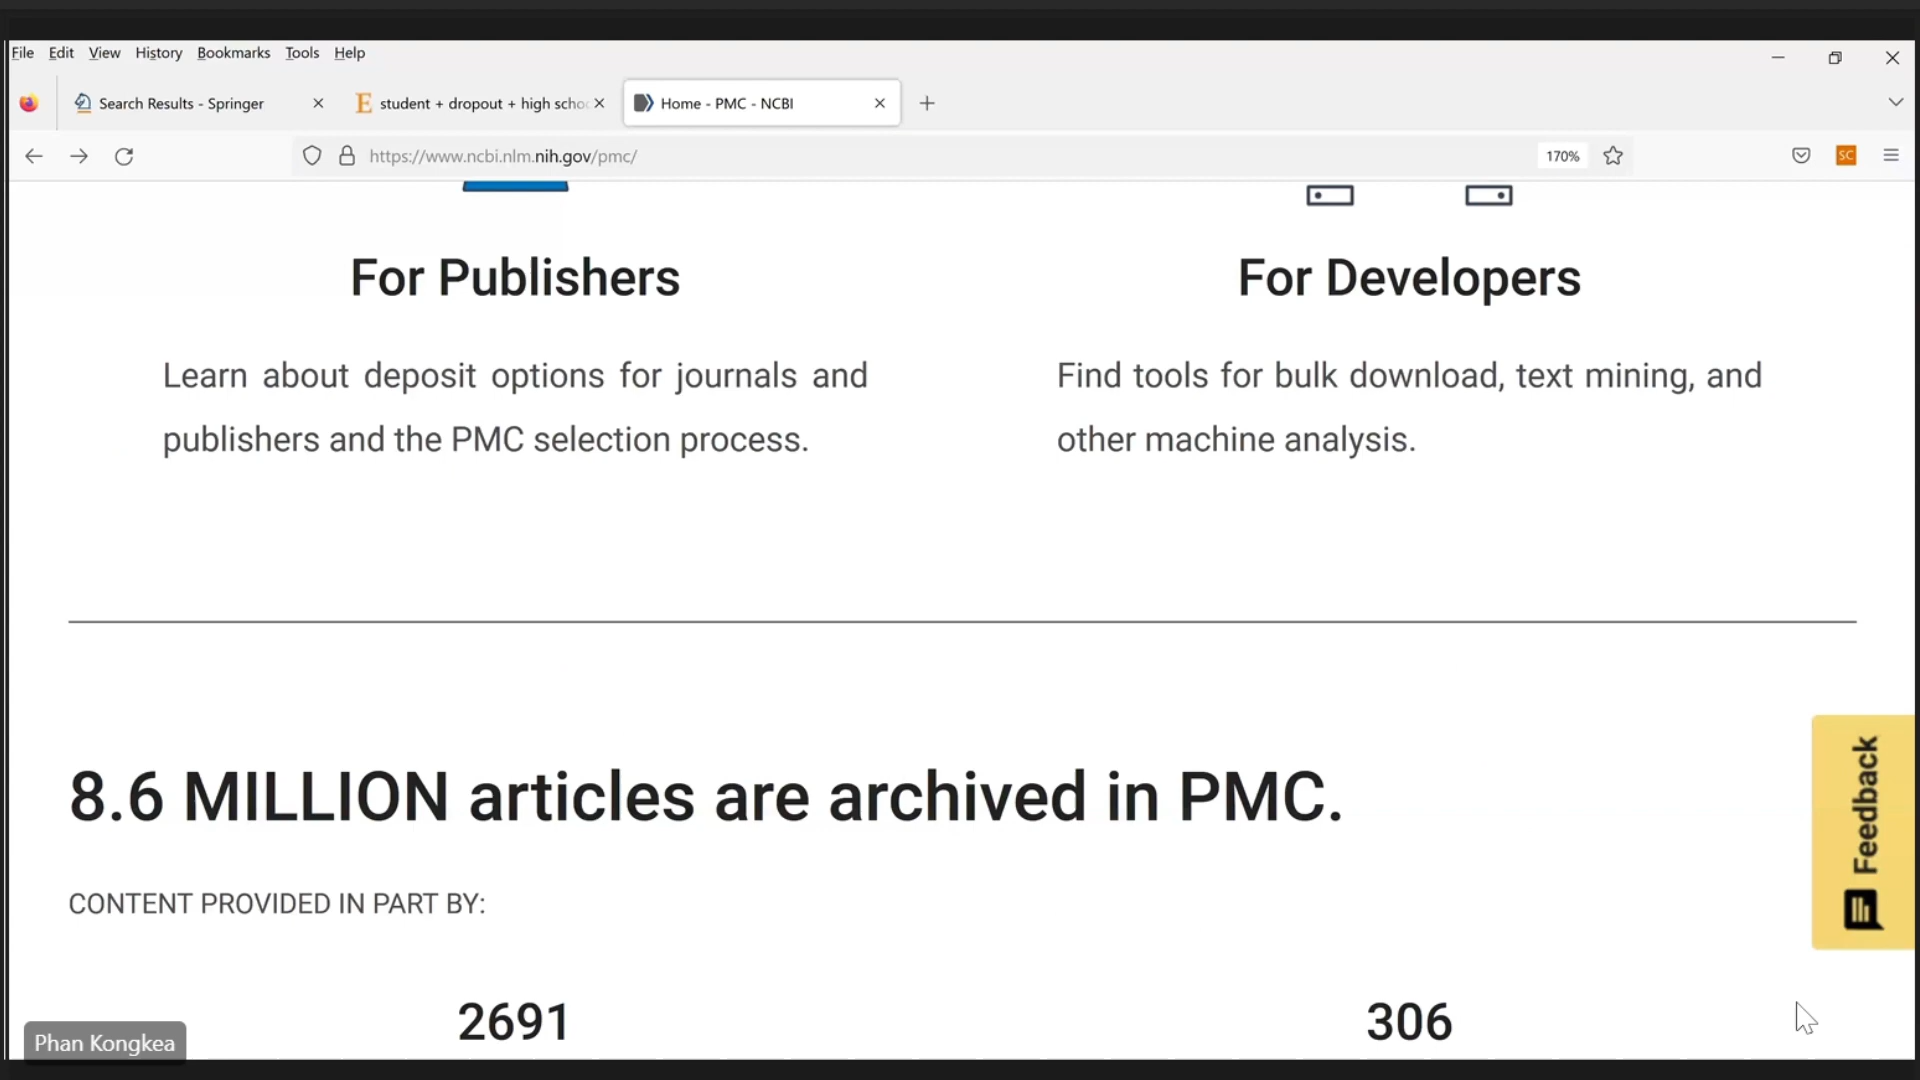 File Edit View History Bookmarks Tools Help
Search Results - Springer
E student + dropout + high schoo
Home - PMC - NCBI
https://www.ncbi.nlm.nih.gov/pmc/
170%
SC
For Publishers
Learn about deposit options for journals and
publishers and the PMC selection process.
For Developers
Find tools for bulk download, text mining, and
other machine analysis.
8.6 MILLION articles are archived in PMC.
CONTENT PROVIDED IN PART BY:
2691
306
Feedback
Phan Kongkea